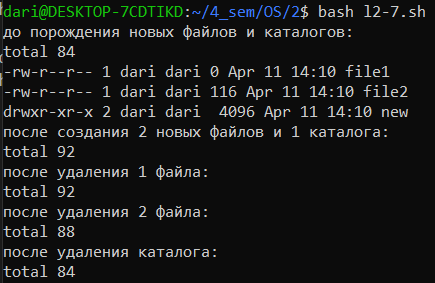 dari@DESKTOP-7CDTIKD:~/4_sem/OS/2$ bash l2-7.sh
до порождения новых файлов и каталогов:
total 84
-rw-r--r-- 1 dari dari 0 Apr 11 14:10 file1
-rw-r--r-- 1 dari dari 116 Apr 11 14:10 file2
drwxr-xr-x 2 dari dari  4096 Apr 11 14:10 new
после создания 2 новых файлов и 1 каталога:
total 92
после удаления 1 файла:
total 92
после удаления 2 файла:
total 88
после удаления каталога:
total 84